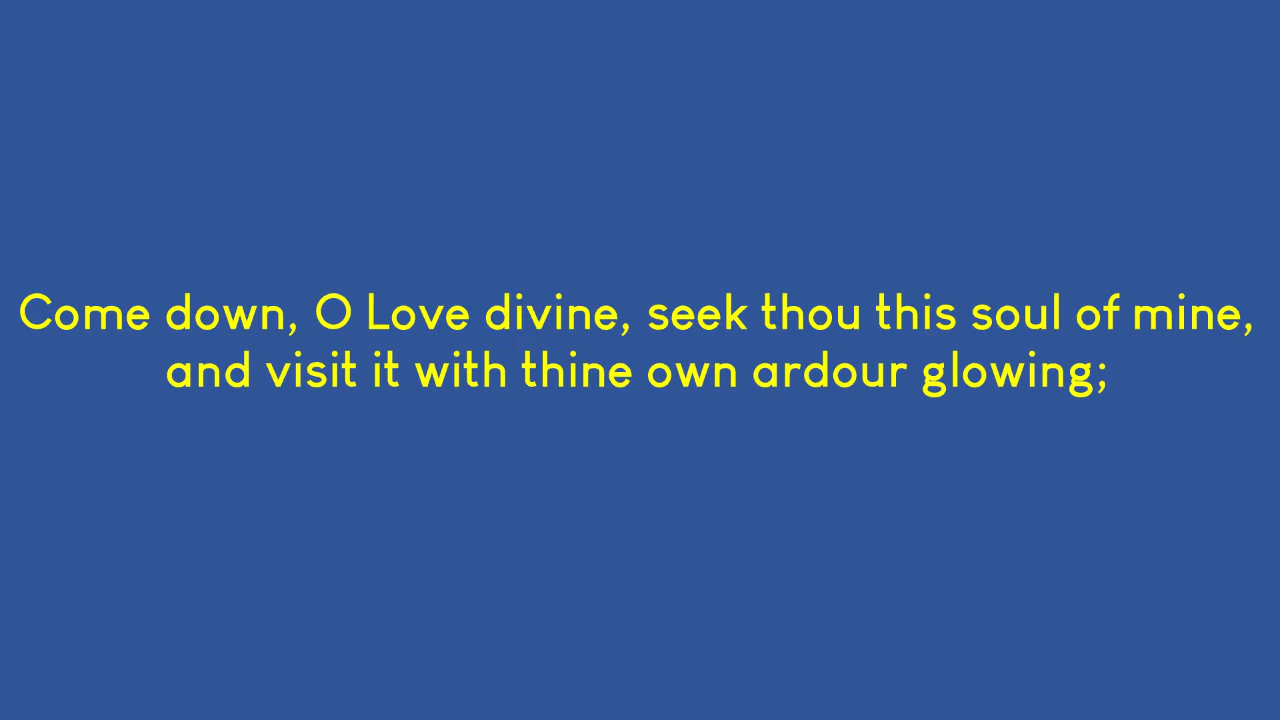 Come down, O Love divine, seek thou this soul of mine,
and visit it with thine own ardour glowing;